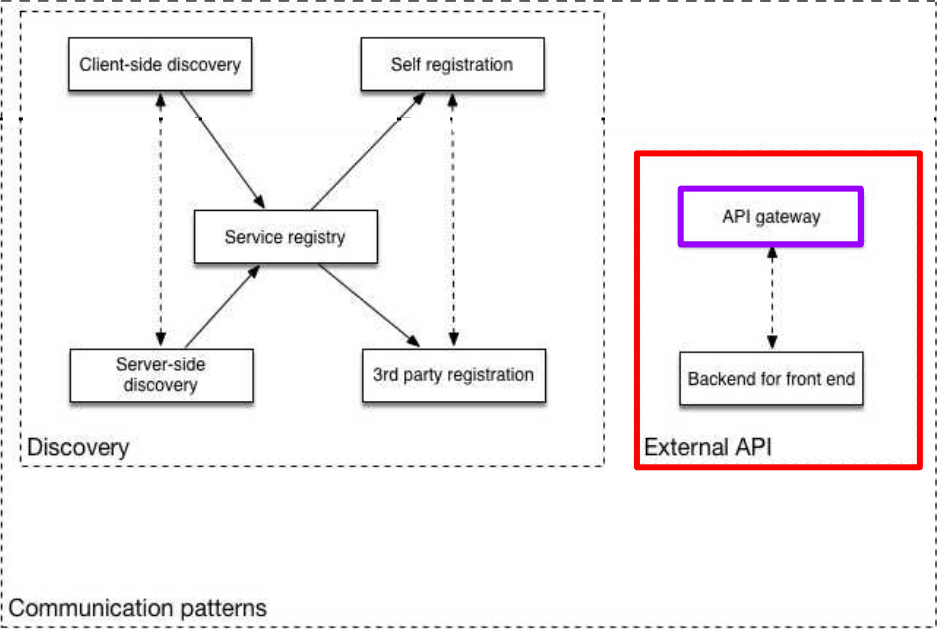 Client-side discovery
Self registration
API gateway
Service registry
Server-side
discovery
3rd party registration
Backend for front end
Discovery
External API
Communication patterns